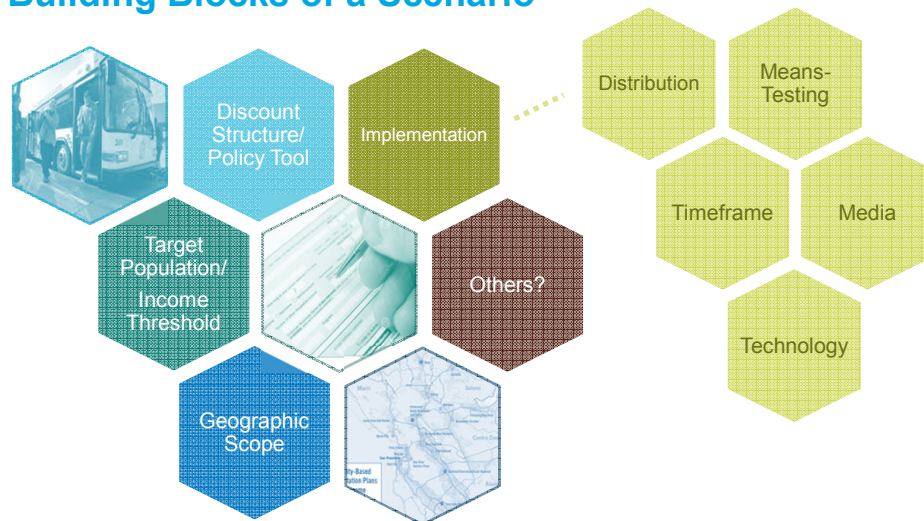 Building Blocks of a Scenario
Discount
Structure/
Policy Tool
Implementation
Distribution
Means-
Testing
Target
Population/
Income
Threshold
Others?
Timeframe
Media
Geographic
Scope
Technology